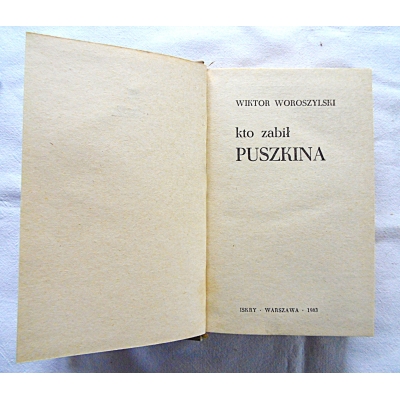 WIKTOR WOROSZYLSKI
kto zabił
PUSZKINA
ISKRY · WARSZAWA · 1983